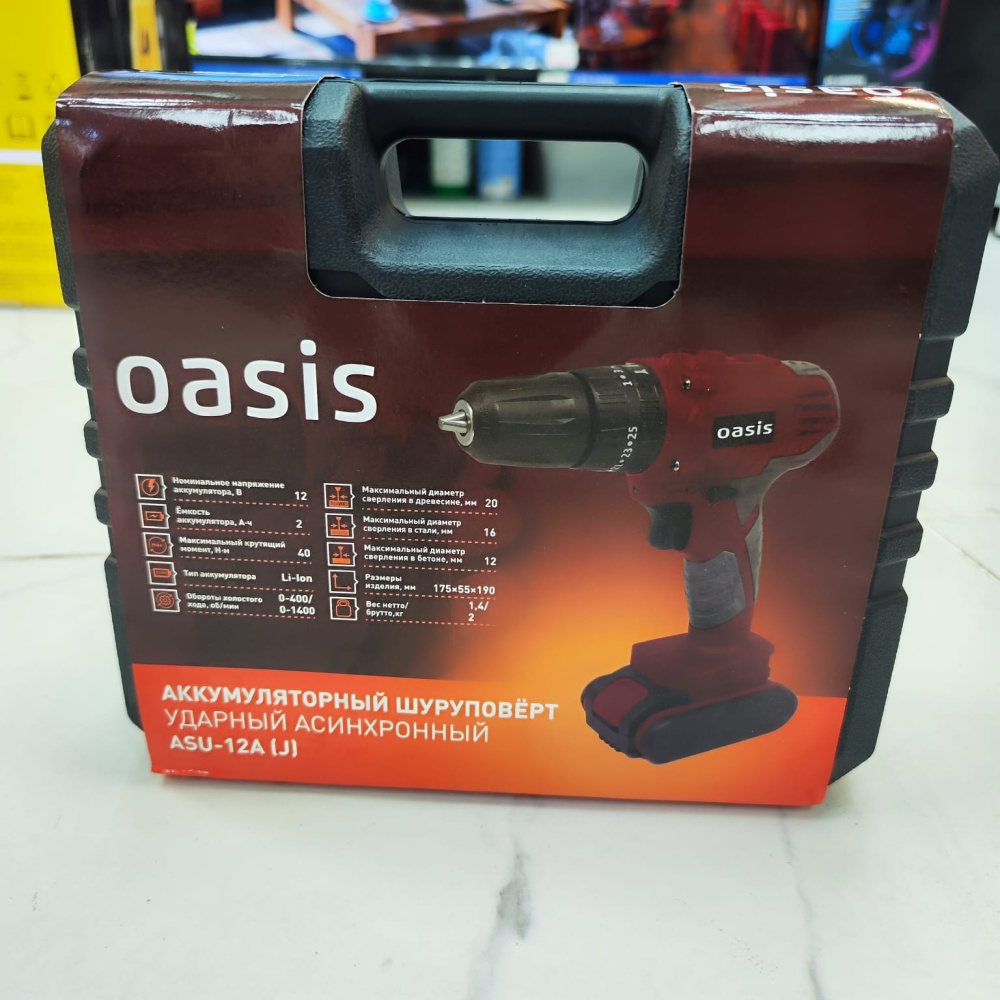 oasis
oasis
oasis
23•25
Номинальное напряжение
аккумулятора, В 12
Ёмкость
аккумулятора, А·ч 2
Максимальный крутящий
момент, Н·м 40
Тип аккумулятора Li-Ion
Обороты холостого 0-400/
хода, об/мин 0-1400
Максимальный диаметр
сверления в древесине, мм 20
Максимальный диаметр
сверления в стали, мм 16
Максимальный диаметр
сверления в бетоне, мм 12
Размеры
изделия, мм 175×55×190
Вес нетто/ 1,4/
брутто,кг 2
АККУМУЛЯТОРНЫЙ ШУРУПОВЁРТ
УДАРНЫЙ АСИНХРОННЫЙ
ASU-12A (J)